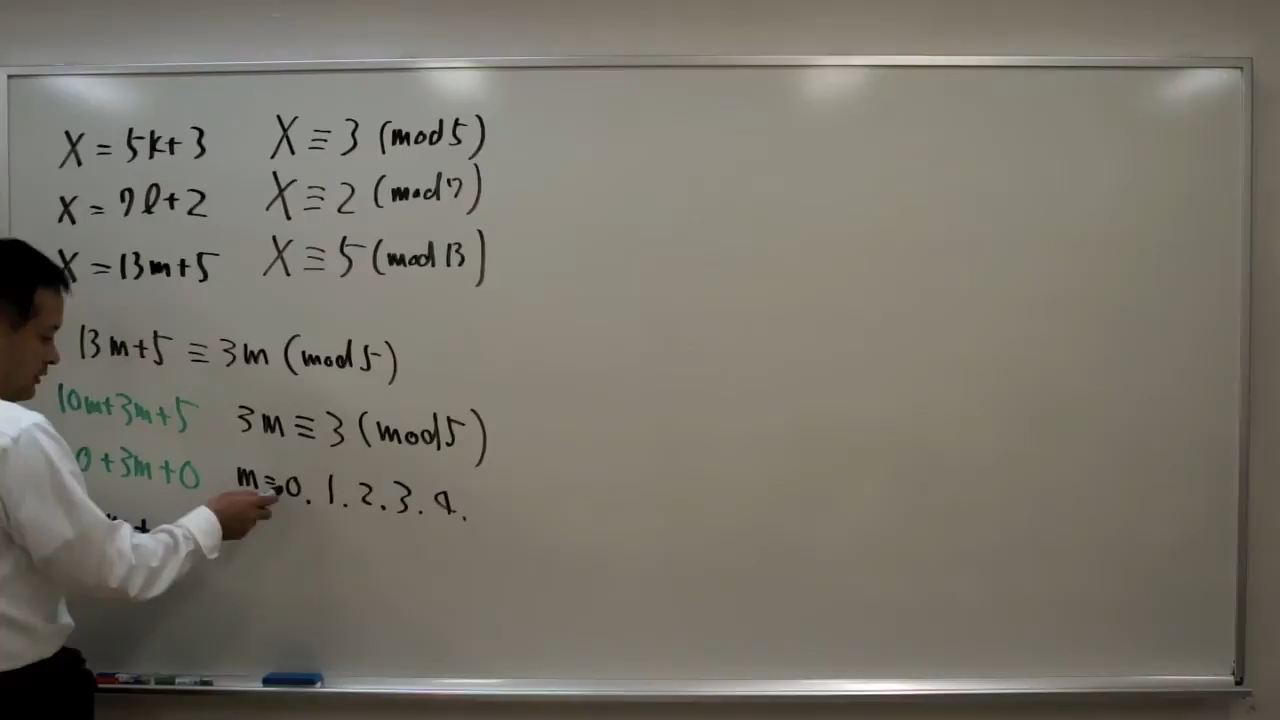 X = 5k+3 X ≡ 3 (mod 5)
X = 7l+2 X ≡ 2 (mod 7)
X = 13m+5 X ≡ 5 (mod 13)
13m+5 ≡ 3m (mod 5)
10m+3m+5 3m ≡ 3 (mod 5)
0+3m+0 m≡0. 1. 2. 3. 4.